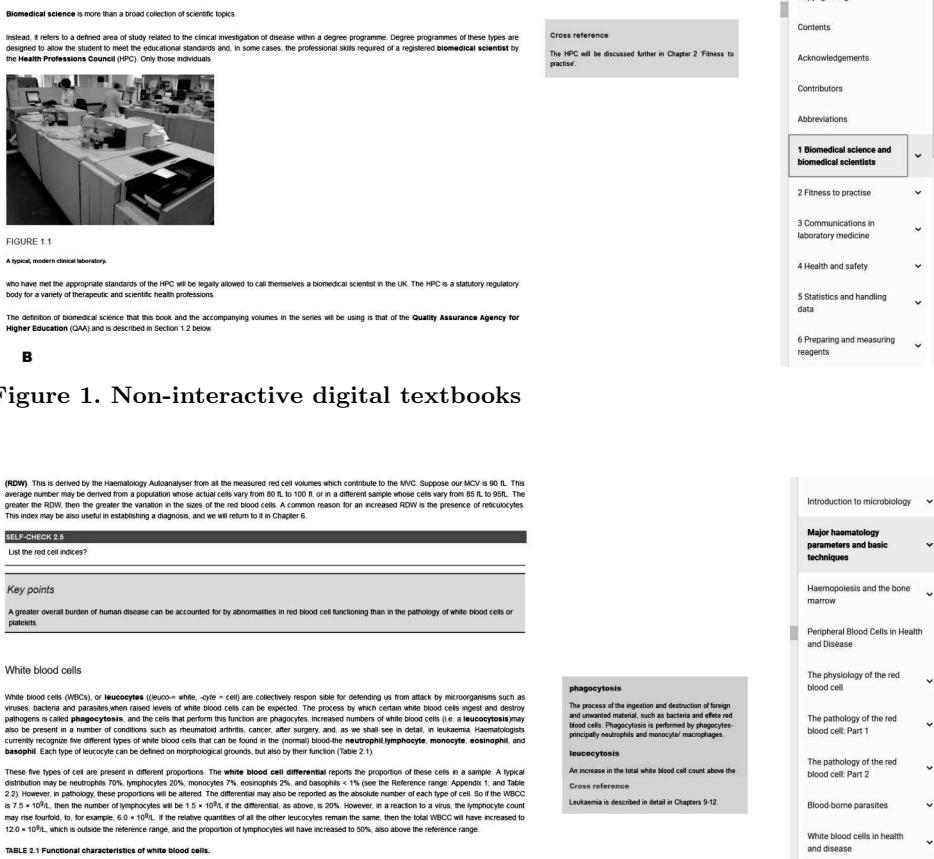 Biomedical science is more than a broad collection of scientific topics.
Instead, it refers to a defined area of study related to the clinical investigation of disease within a degree programme. Degree programmes of these types are
designed to allow the student to meet the educational standards and, in some cases, the professional skills required of a registered biomedical scientist by
the Health Professions Council (HPC). Only those individuals
FIGURE 1.1
A typical, modern clinical laboratory.
who have met the appropriate standards of the HPC will be legally allowed to call themselves a biomedical scientist in the UK. The HPC is a statutory regulatory
body for a variety of therapeutic and scientific health professions.
The definition of biomedical science that this book and the accompanying volumes in the series will be using is that of the Quality Assurance Agency for
Higher Education (QAA) and is described in Section 1.2 below.
B
Cross reference
The HPC will be discussed further in Chapter 2 'Fitness to
practise'.
Contents
Acknowledgements
Contributors
Abbreviations
1 Biomedical science and
biomedical scientists
2 Fitness to practise
3 Communications in
laboratory medicine
4 Health and safety
5 Statistics and handling
data
6 Preparing and measuring
reagents
Figure 1. Non-interactive digital textbooks
(RDW). This is derived by the Haematology Autoanalyser from all the measured red cell volumes which contribute to the MVC. Suppose our MCV is 90 fL. This
average number may be derived from a population whose actual cells vary from 80 fL to 100 fl, or in a different sample whose cells vary from 85 fL to 95fL. The
greater the RDW, then the greater the variation in the sizes of the red blood cells. A common reason for an increased RDW is the presence of reticulocytes.
This index may be also useful in establishing a diagnosis, and we will return to it in Chapter 6.
SELF-CHECK 2.5
List the red cell indices?
Key points
A greater overall burden of human disease can be accounted for by abnormalities in red blood cell functioning than in the pathology of white blood cells or
platelets.
White blood cells
White blood cells (WBCs), or leucocytes ((leuco-= white, -cyte = cell) are collectively respon sible for defending us from attack by microorganisms such as
viruses, bacteria and parasites,when raised levels of white blood cells can be expected. The process by which certain white blood cells ingest and destroy
pathogens is called phagocytosis, and the cells that perform this function are phagocytes. Increased numbers of white blood cells (i.e. a leucocytosis)may
also be present in a number of conditions such as rheumatoid arthritis, cancer, after surgery, and, as we shall see in detail, in leukaemia. Haematologists
currently recognize five different types of white blood cells that can be found in the (normal) blood-the neutrophil,lymphocyte, monocyte, eosinophil, and
basophil. Each type of leucocyte can be defined on morphological grounds, but also by their function (Table 2.1).
These five types of cell are present in different proportions. The white blood cell differential reports the proportion of these cells in a sample. A typical
distribution may be neutrophils 70%, lymphocytes 20%, monocytes 7%, eosinophils 2%, and basophils < 1% (see the Reference range: Appendix 1: and Table
2.2). However, in pathology, these proportions will be altered. The differential may also be reported as the absolute number of each type of cell. So if the WBCC
is 7.5 × 10⁹/L, then the number of lymphocytes will be 1.5 × 10⁹/L if the differential, as above, is 20%. However, in a reaction to a virus, the lymphocyte count
may rise fourfold, to, for example, 6.0 × 10⁹/L. If the relative quantities of all the other leucocytes remain the same, then the total WBCC will have increased to
12.0 × 10⁹/L, which is outside the reference range, and the proportion of lymphocytes will have increased to 50%, also above the reference range.
TABLE 2.1 Functional characteristics of white blood cells.
phagocytosis
The process of the ingestion and destruction of foreign
and unwanted material, such as bacteria and effete red
blood cells. Phagocytosis is performed by phagocytes-
principally neutrophils and monocyte/ macrophages.
leucocytosis
An increase in the total white blood cell count above the
Cross reference
Leukaemia is described in detail in Chapters 9-12.
Introduction to microbiology
Major haematology
parameters and basic
techniques
Haemopoiesis and the bone
marrow
Peripheral Blood Cells in Health
and Disease
The physiology of the red
blood cell
The pathology of the red
blood cell: Part 1
The pathology of the red
blood cell: Part 2
Blood-borne parasites
White blood cells in health
and disease